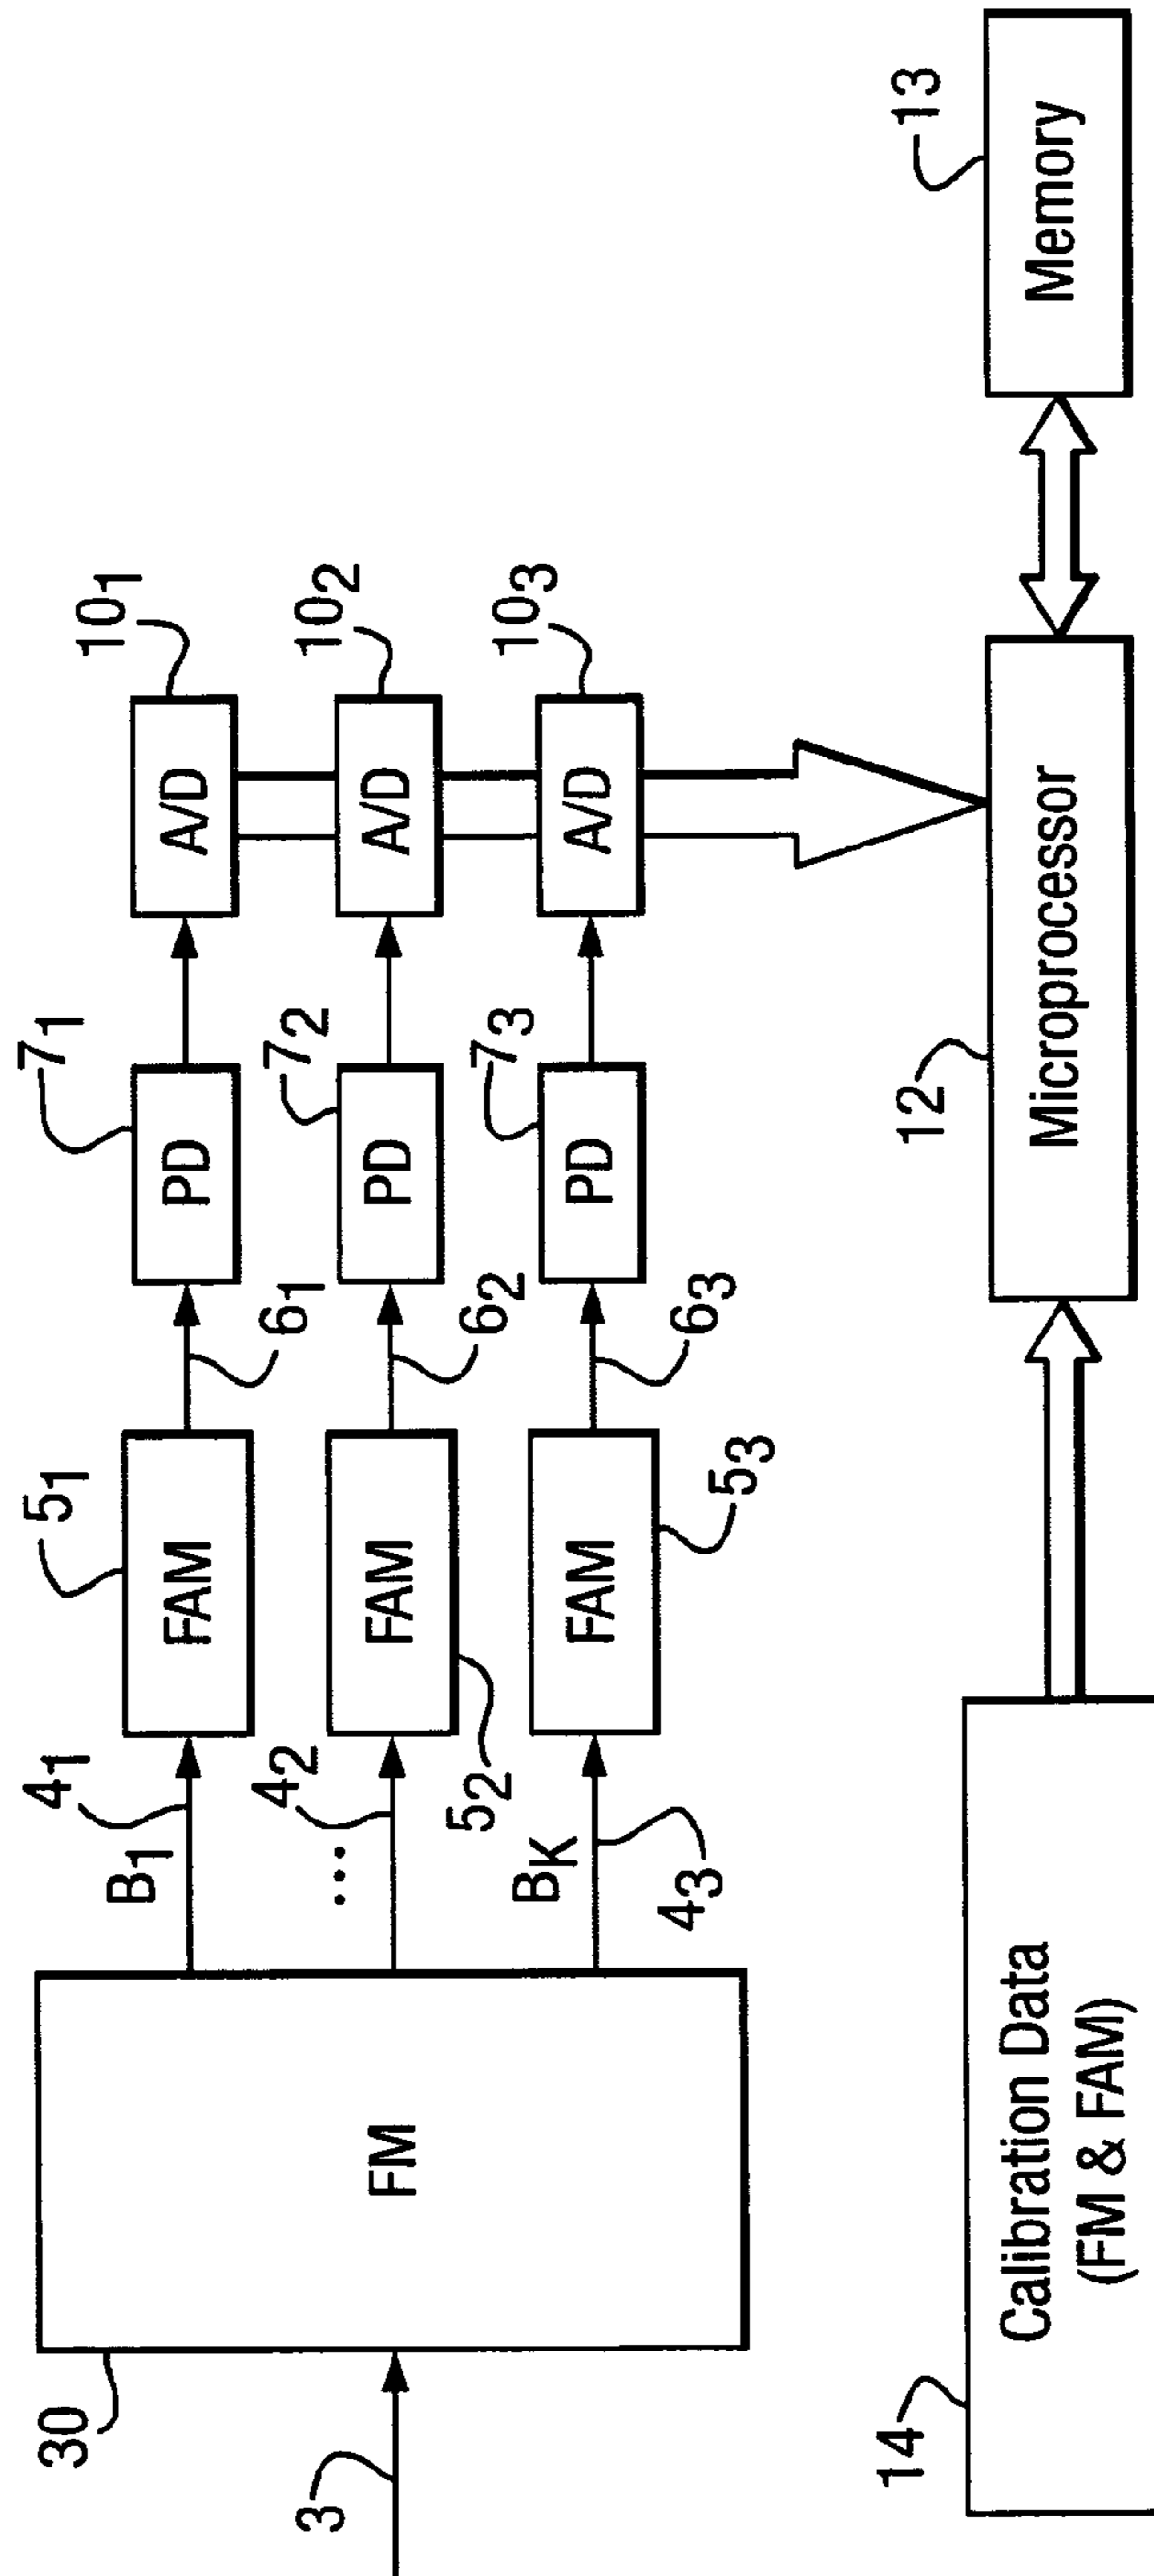 3
30
FM
B₁
4₁
...
4₂
Bₖ
4₃
5₁
FAM
5₂
FAM
5₃
FAM
6₁
6₂
6₃
7₁
PD
7₂
PD
7₃
PD
10₁
A/D
10₂
A/D
10₃
A/D
14
Calibration Data
(FM & FAM)
12
Microprocessor
13
Memory